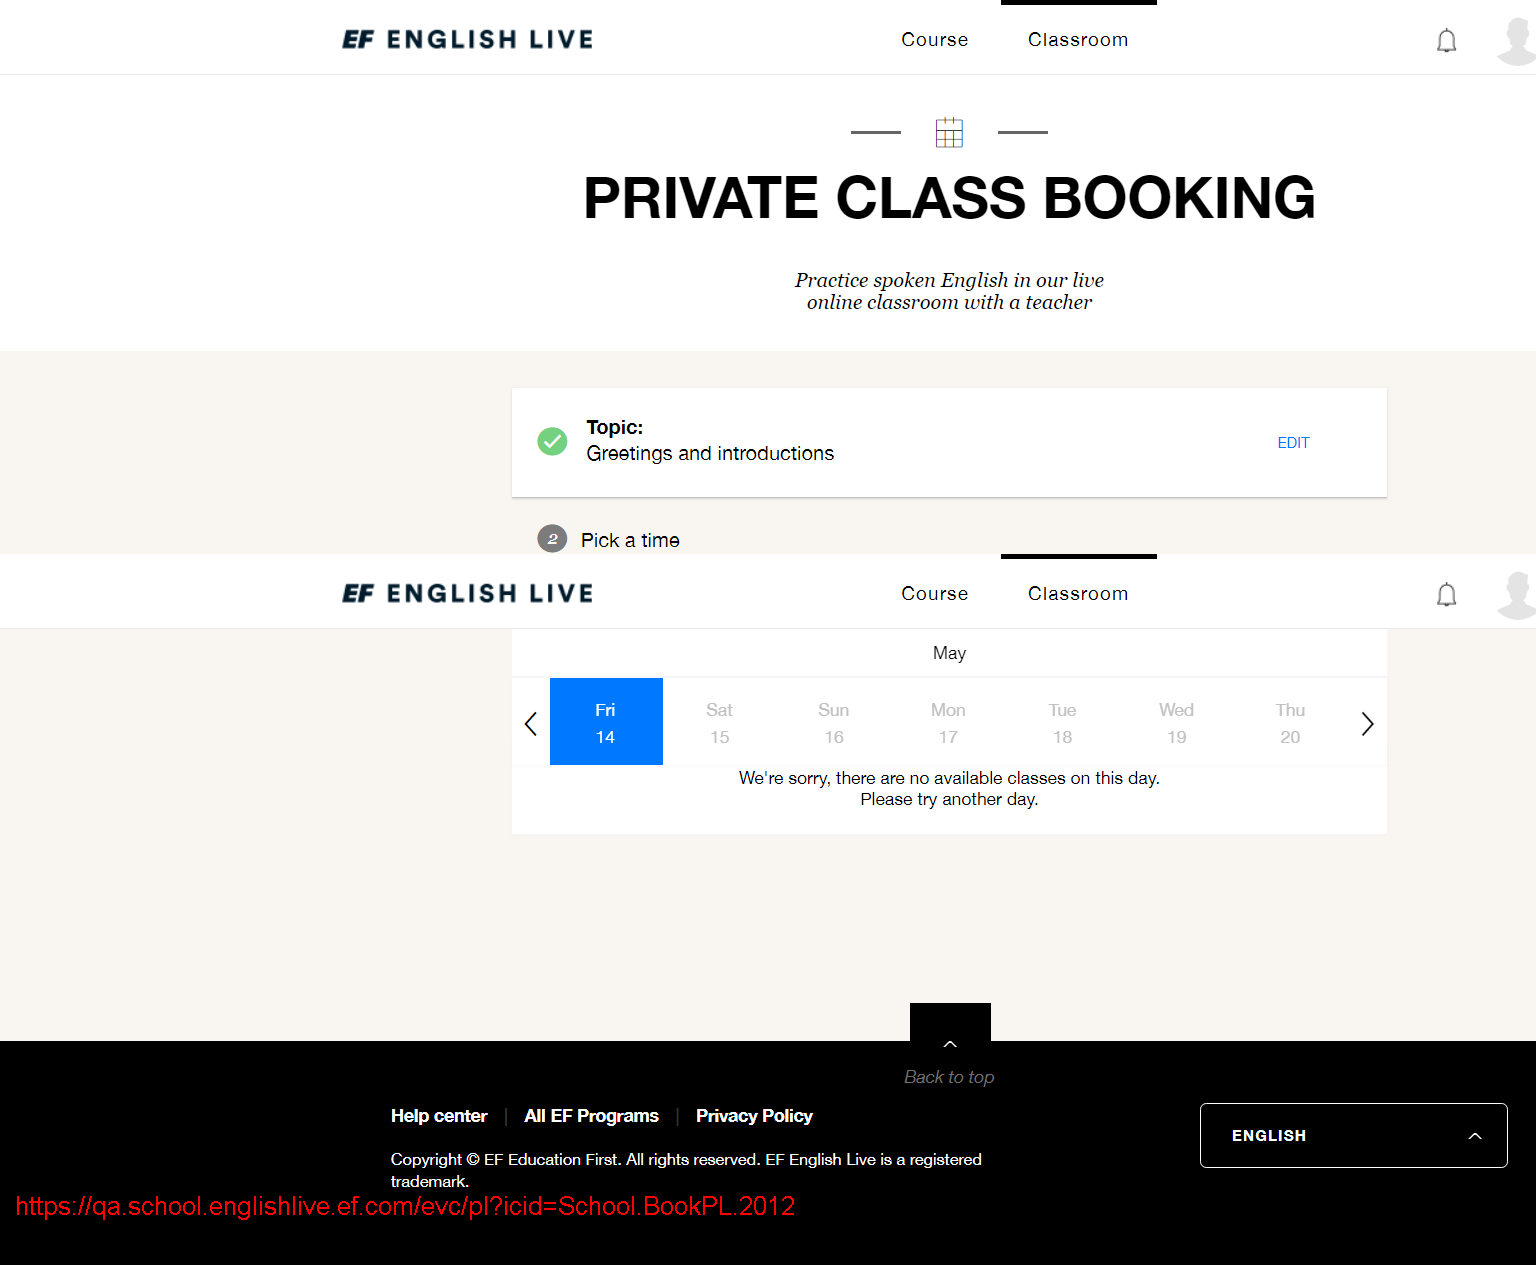 EF ENGLISH LIVE Course Classroom
PRIVATE CLASS BOOKING
Practice spoken English in our live
online classroom with a teacher
Topic:
Greetings and introductions
EDIT
2 Pick a time
EF ENGLISH LIVE Course Classroom
May
Fri Sat Sun Mon Tue Wed Thu
14 15 16 17 18 19 20
We're sorry, there are no available classes on this day.
Please try another day.
Back to top
Help center | All EF Programs | Privacy Policy
ENGLISH
Copyright © EF Education First. All rights reserved. EF English Live is a registered
trademark.
https://qa.school.englishlive.ef.com/evc/pl?icid=School.BookPL.2012